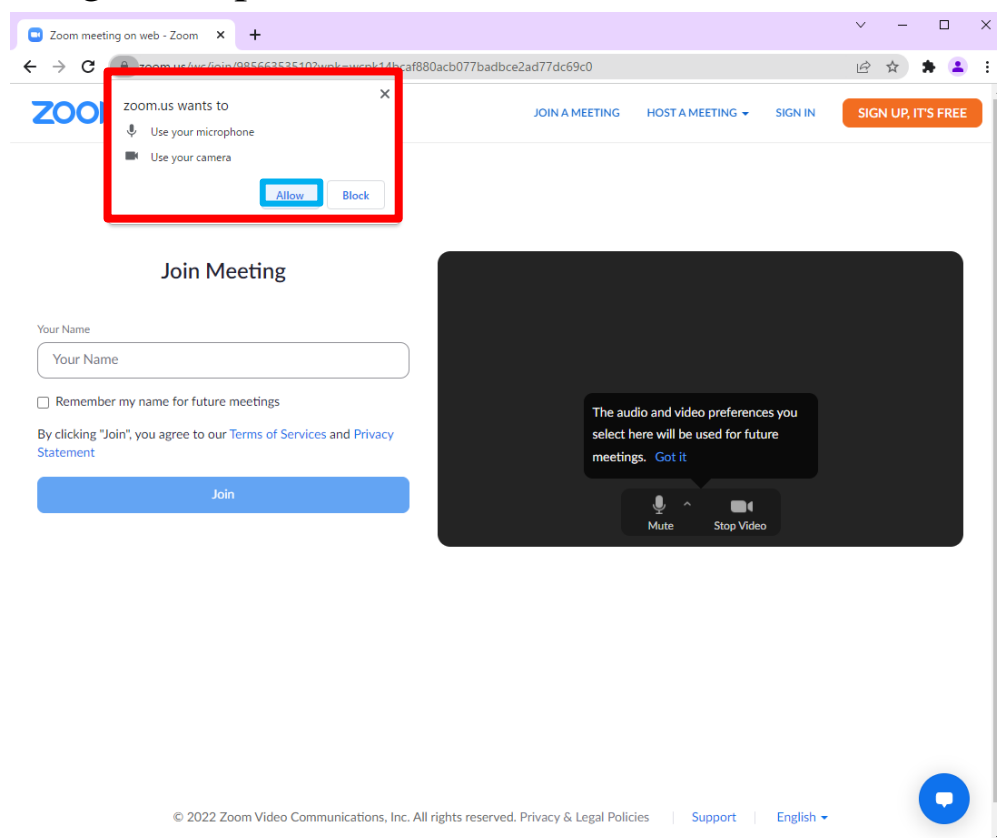 Zoom meeting on web - Zoom
zoom.us wants to
Use your microphone
Use your camera
Allow
Block
JOIN A MEETING
HOST A MEETING
SIGN IN
SIGN UP, IT'S FREE
Join Meeting
Your Name
Your Name
Remember my name for future meetings
By clicking "Join", you agree to our Terms of Services and Privacy
Statement
Join
The audio and video preferences you
select here will be used for future
meetings. Got it
Mute
Stop Video
© 2022 Zoom Video Communications, Inc. All rights reserved. Privacy & Legal Policies
Support
English